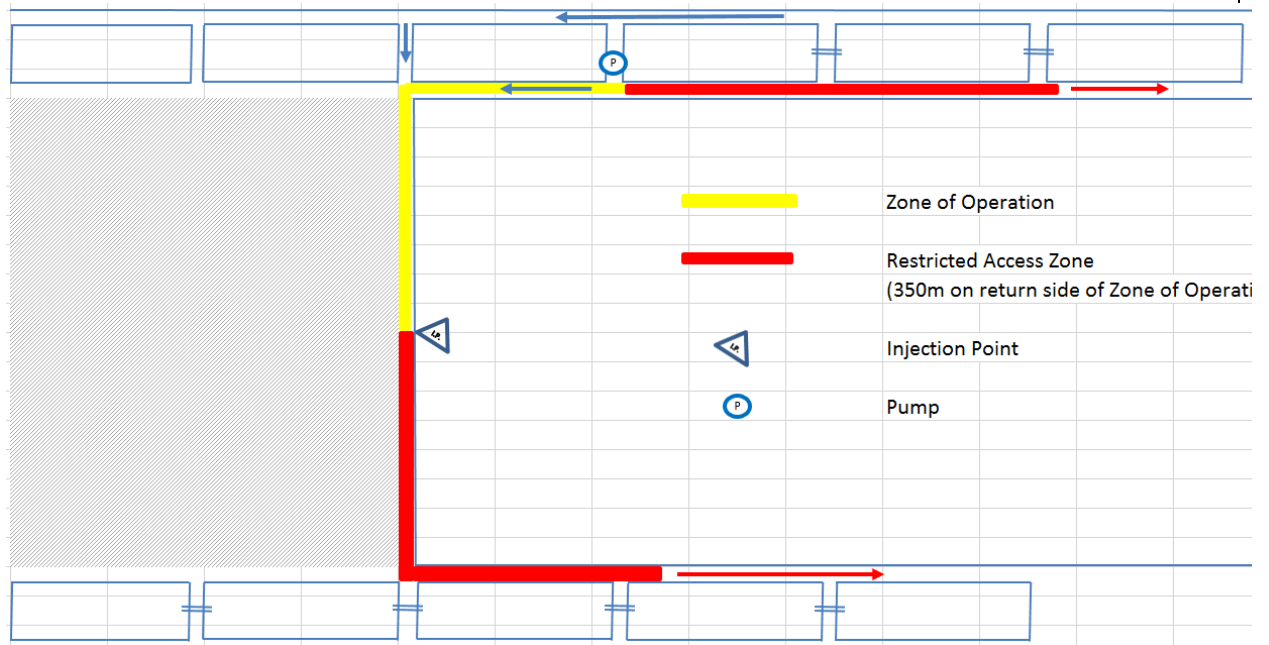 P
Zone of Operation
Restricted Access Zone
(350m on return side of Zone of Operati
I.P.
Injection Point
I.P.
P
Pump